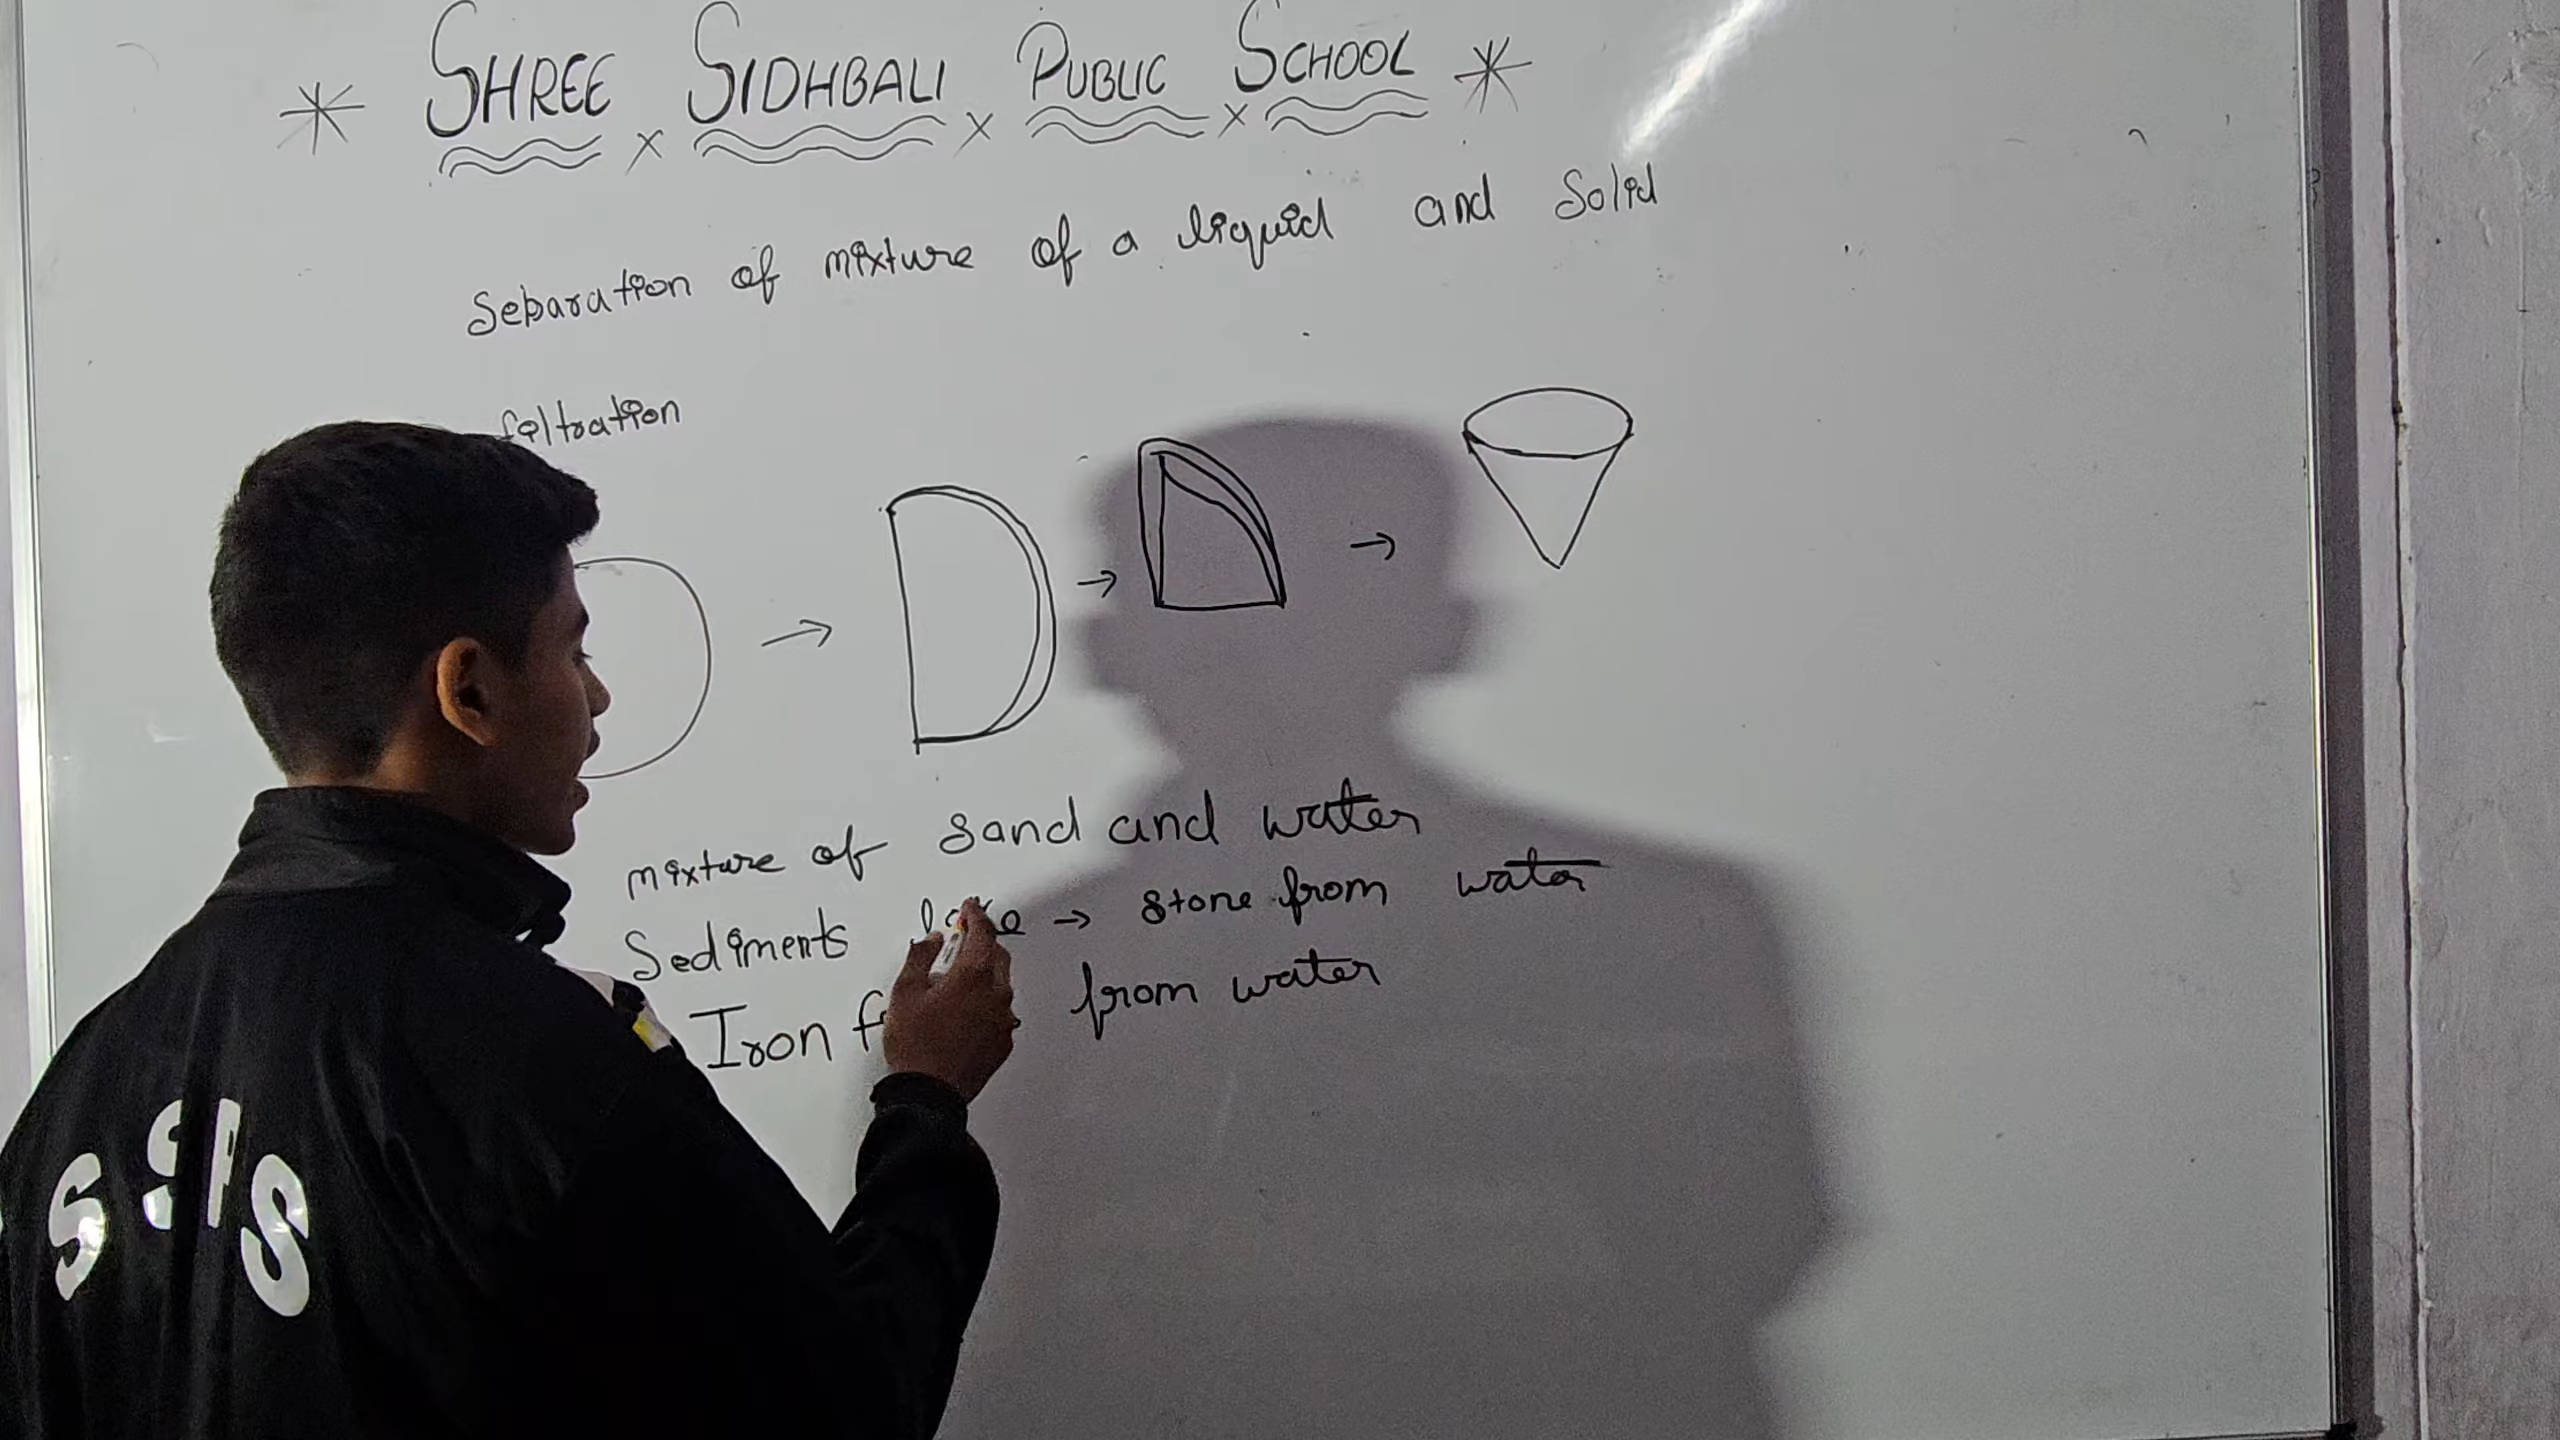 * SHREE x SIDHBALI x PUBLIC x SCHOOL *
Separation of mixture of a liquid and Solid
filtration
→ → →
mixture of sand and water
Sediments → stone from water
Iron from water
SSPS